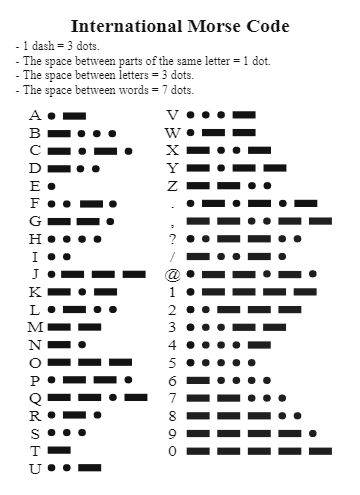 International Morse Code
- 1 dash = 3 dots.
- The space between parts of the same letter = 1 dot.
- The space between letters = 3 dots.
- The space between words = 7 dots.
A V
B W
C X
D Y
E Z
F .
G ,
H ?
I /
J @
K 1
L 2
M 3
N 4
O 5
P 6
Q 7
R 8
S 9
T 0
U